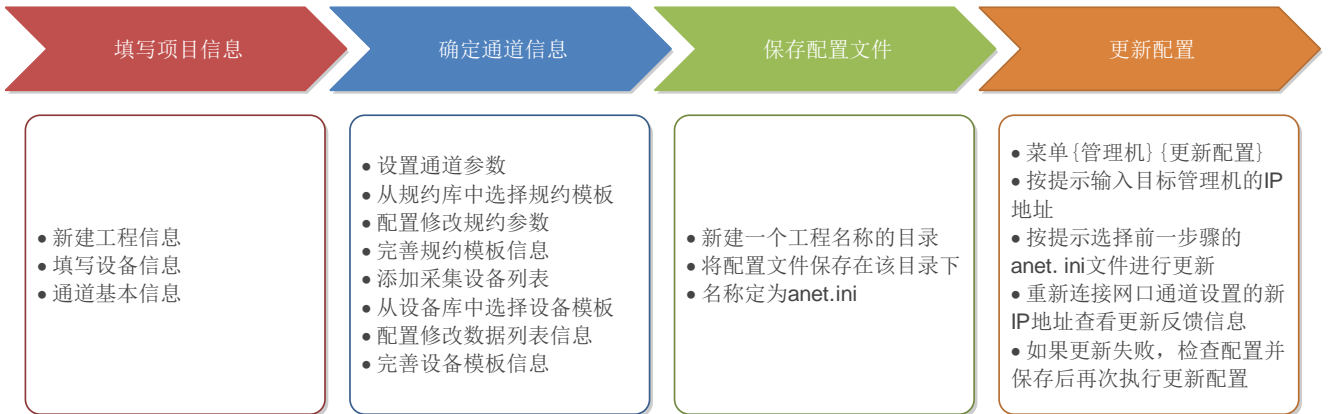 填写项目信息
确定通道信息
保存配置文件
更新配置
• 新建工程信息
• 填写设备信息
• 通道基本信息
• 设置通道参数
• 从规约库中选择规约模板
• 配置修改规约参数
• 完善规约模板信息
• 添加采集设备列表
• 从设备库中选择设备模板
• 配置修改数据列表信息
• 完善设备模板信息
• 新建一个工程名称的目录
• 将配置文件保存在该目录下
• 名称定为anet.ini
• 菜单{管理机}{更新配置}
• 按提示输入目标管理机的IP
地址
• 按提示选择前一步骤的
anet. ini文件进行更新
• 重新连接网口通道设置的新
IP地址查看更新反馈信息
• 如果更新失败，检查配置并
保存后再次执行更新配置